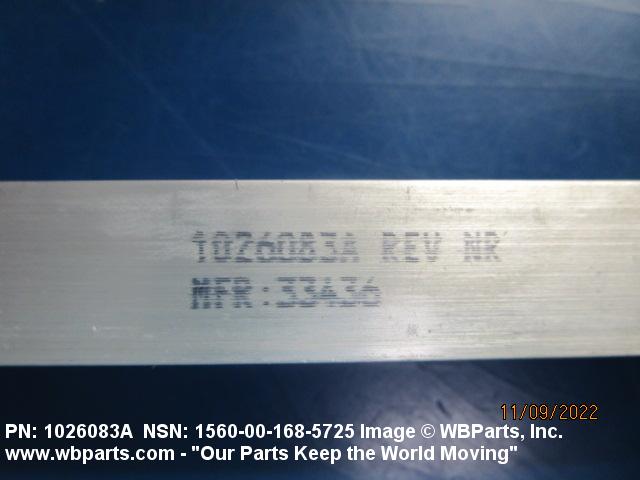 1026083A REV NR
MFR:33436
11/09/2022
PN: 1026083A NSN: 1560-00-168-5725 Image © WBParts, Inc.
www.wbparts.com - "Our Parts Keep the World Moving"